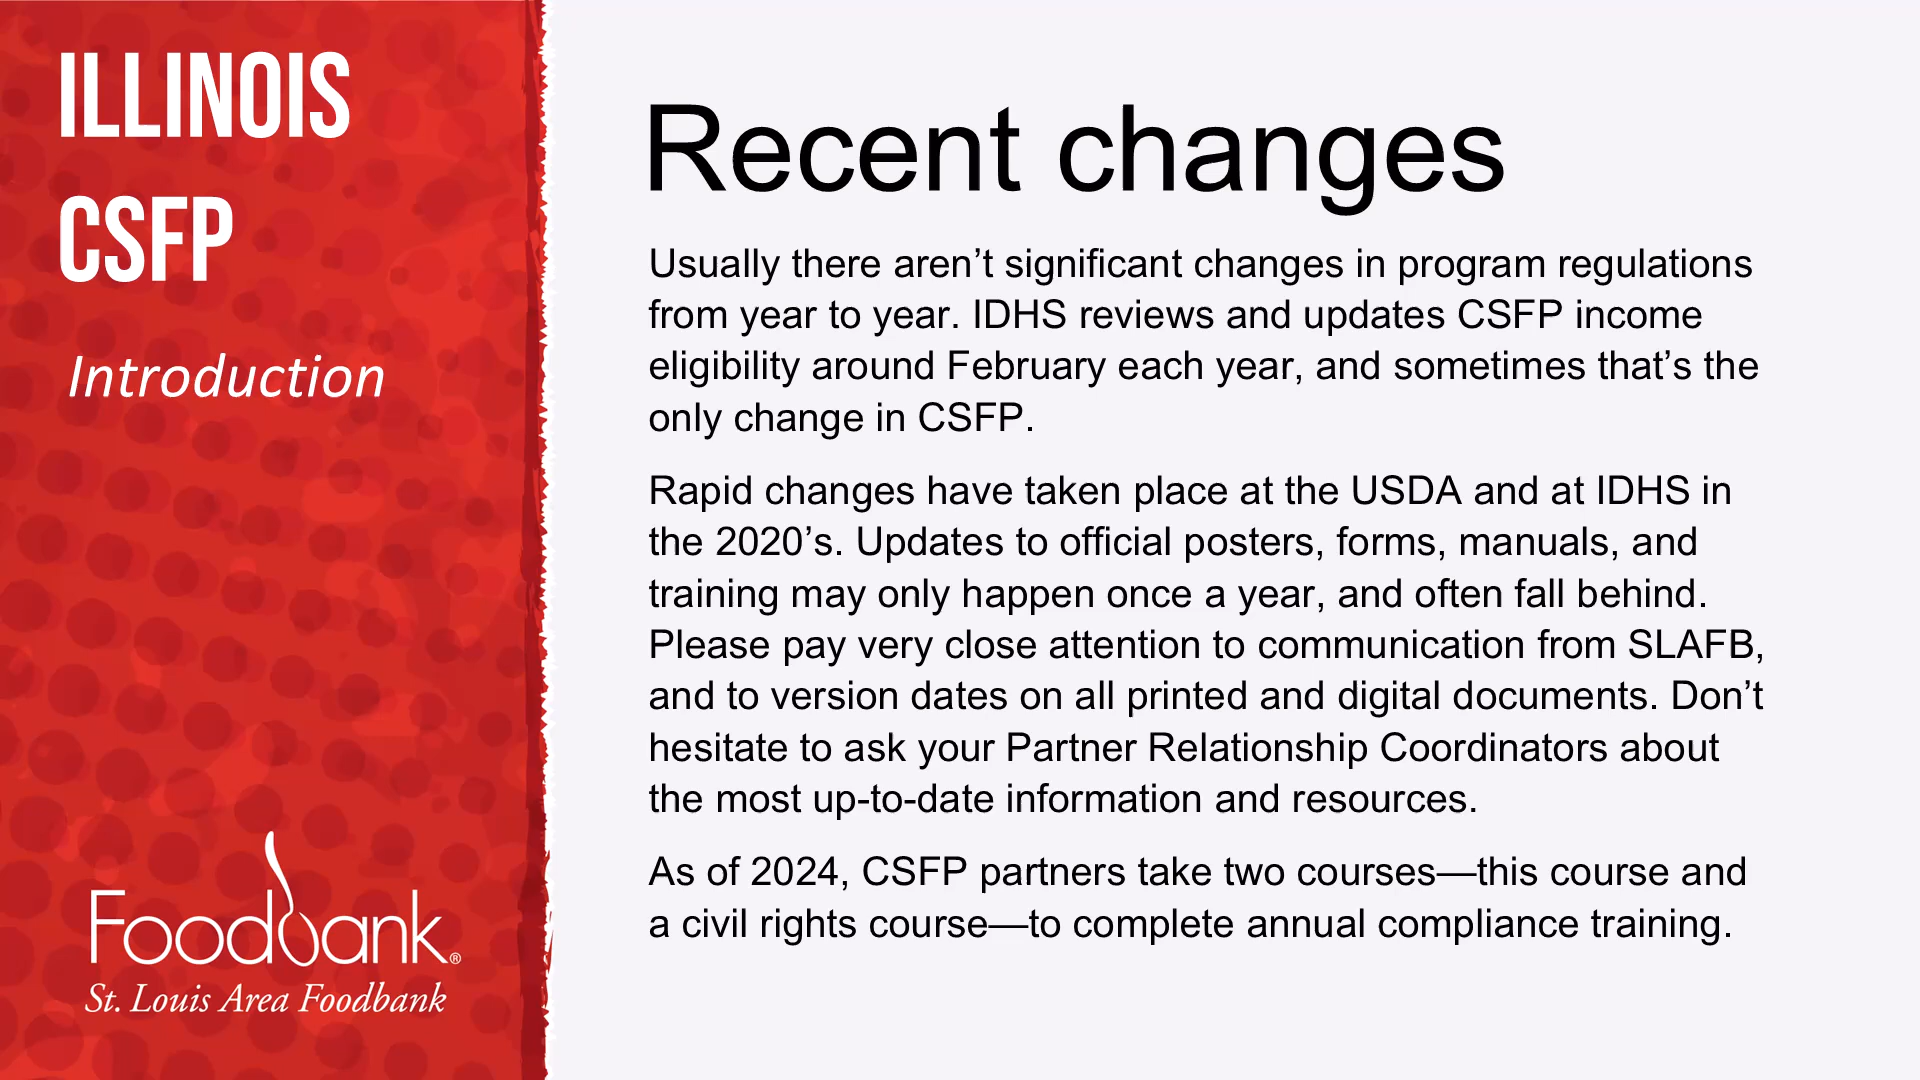 ILLINOIS
CSFP
Introduction
Foodbank®
St. Louis Area Foodbank
Recent changes
Usually there aren’t significant changes in program regulations
from year to year. IDHS reviews and updates CSFP income
eligibility around February each year, and sometimes that’s the
only change in CSFP.
Rapid changes have taken place at the USDA and at IDHS in
the 2020’s. Updates to official posters, forms, manuals, and
training may only happen once a year, and often fall behind.
Please pay very close attention to communication from SLAFB,
and to version dates on all printed and digital documents. Don’t
hesitate to ask your Partner Relationship Coordinators about
the most up-to-date information and resources.
As of 2024, CSFP partners take two courses—this course and
a civil rights course—to complete annual compliance training.